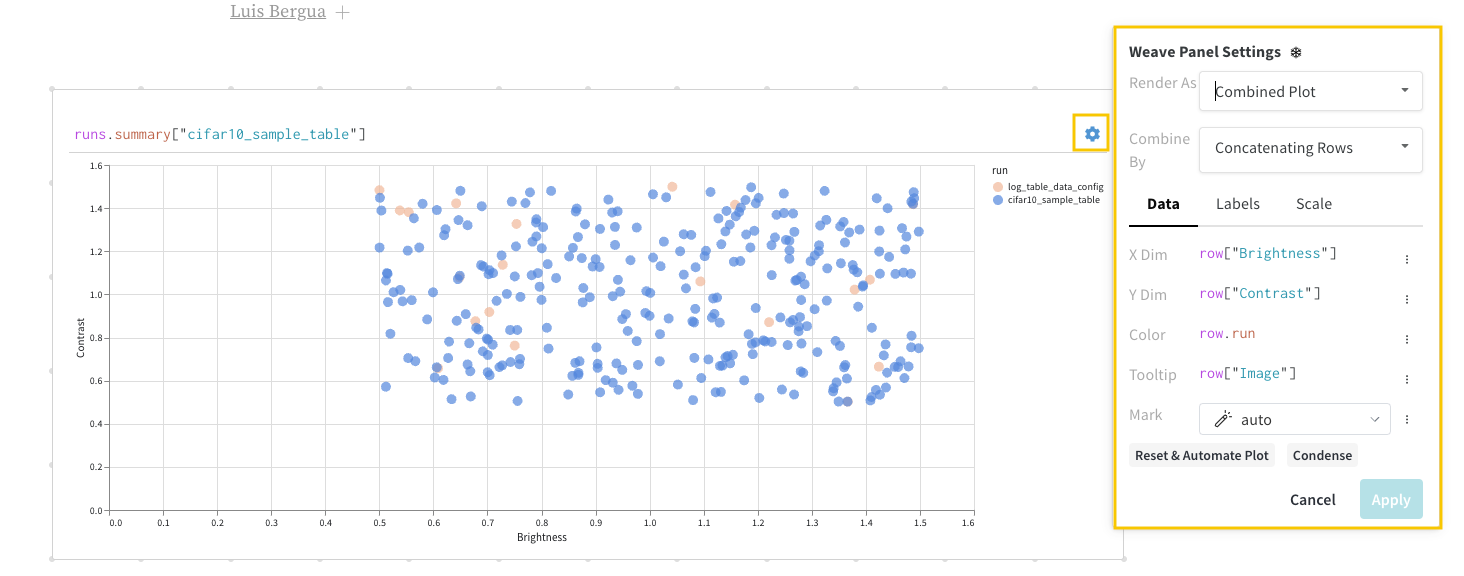 Luis Bergua +
Weave Panel Settings
Render As
Combined Plot
Combine By
Concatenating Rows
Data Labels Scale
X Dim row["Brightness"]
Y Dim row["Contrast"]
Color row.run
Tooltip row["Image"]
Mark auto
Reset & Automate Plot Condense
Cancel Apply
runs.summary["cifar10_sample_table"]
run
log_table_data_config
cifar10_sample_table
1.6
1.4
1.2
1.0
0.8
0.6
0.4
0.2
0.0
Contrast
0.0 0.1 0.2 0.3 0.4 0.5 0.6 0.7 0.8 0.9 1.0 1.1 1.2 1.3 1.4 1.5 1.6
Brightness